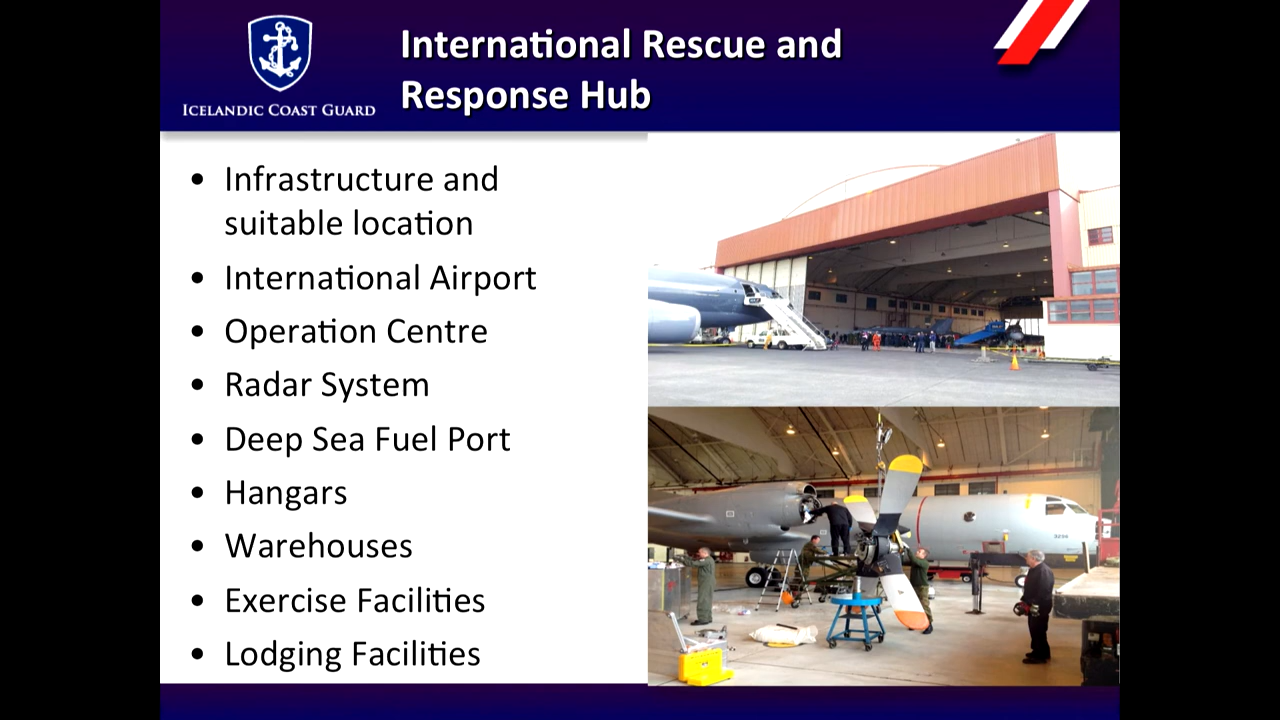 International Rescue and
Response Hub
ICELANDIC COAST GUARD
• Infrastructure and
suitable location
• International Airport
• Operation Centre
• Radar System
• Deep Sea Fuel Port
• Hangars
• Warehouses
• Exercise Facilities
• Lodging Facilities
3296